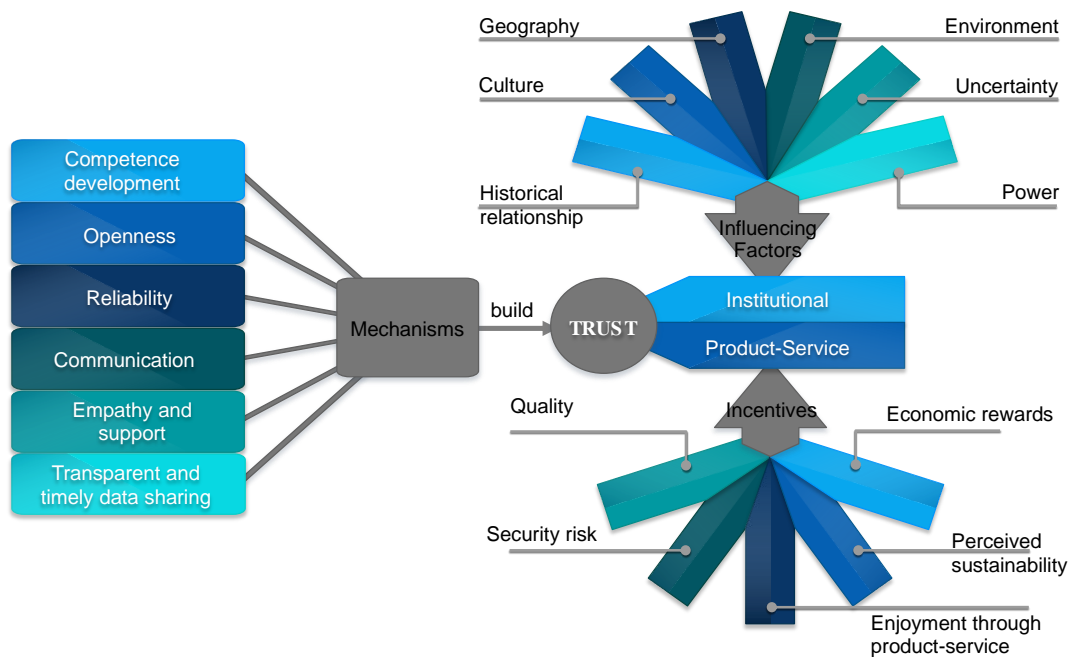 Competence
development
Openness
Reliability
Communication
Empathy and
support
Transparent and
timely data sharing
Mechanisms
build
TRUST
Geography
Culture
Historical
relationship
Environment
Uncertainty
Power
Influencing
Factors
Institutional
Product-Service
Incentives
Quality
Security risk
Economic rewards
Perceived
sustainability
Enjoyment through
product-service